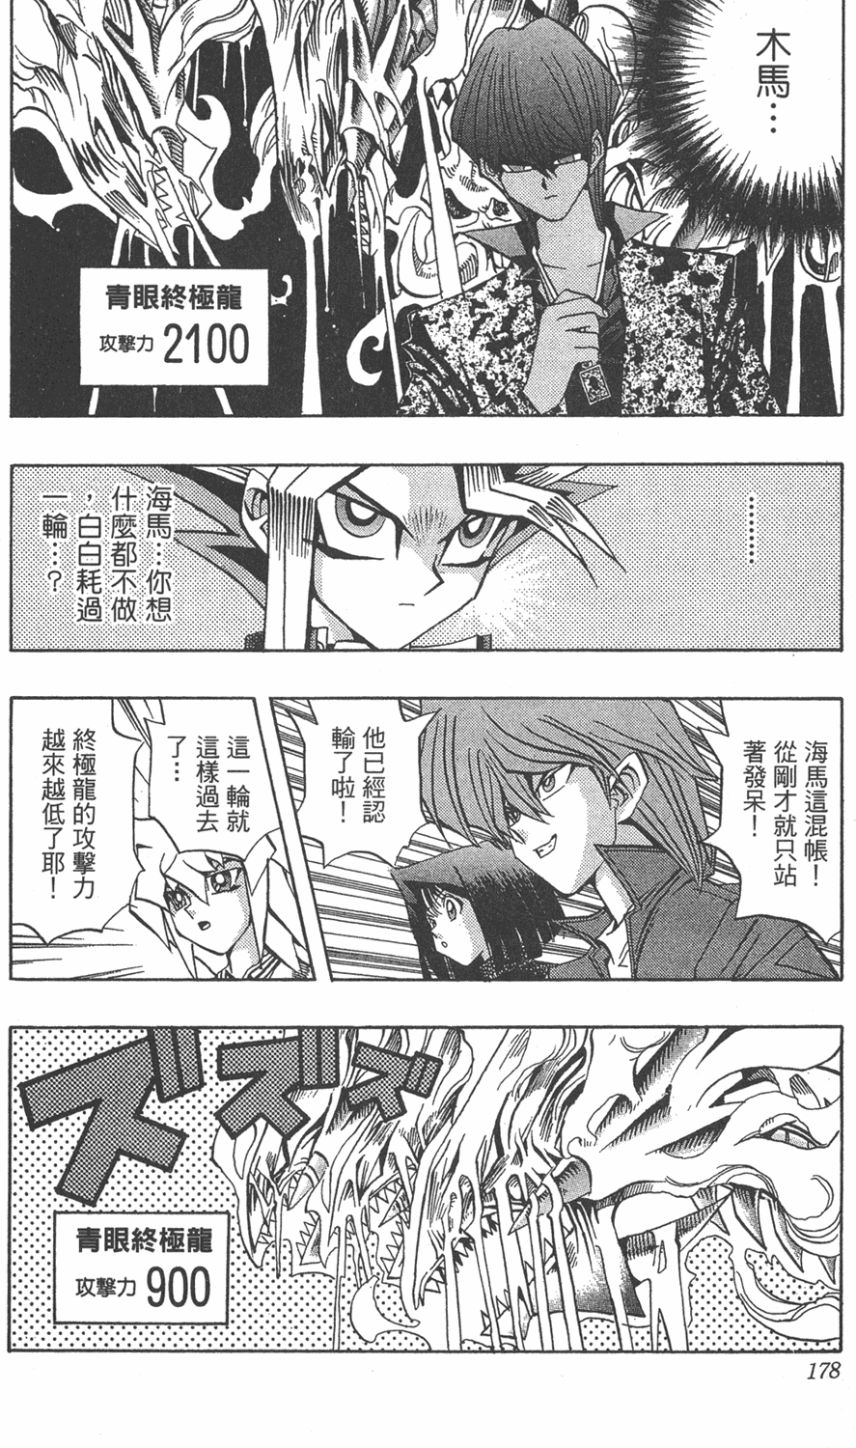 木馬…
青眼終極龍
攻擊力 2100
………
海馬…你想
什麼都不做
，白白耗過
一輪…？
海馬這混帳！
從剛才就只站
著發呆！
他已經認
輸了啦！
這一輪就
這樣過去
了…
終極龍的攻擊力
越來越低了耶！
ズズズ
青眼終極龍
攻擊力 900
178